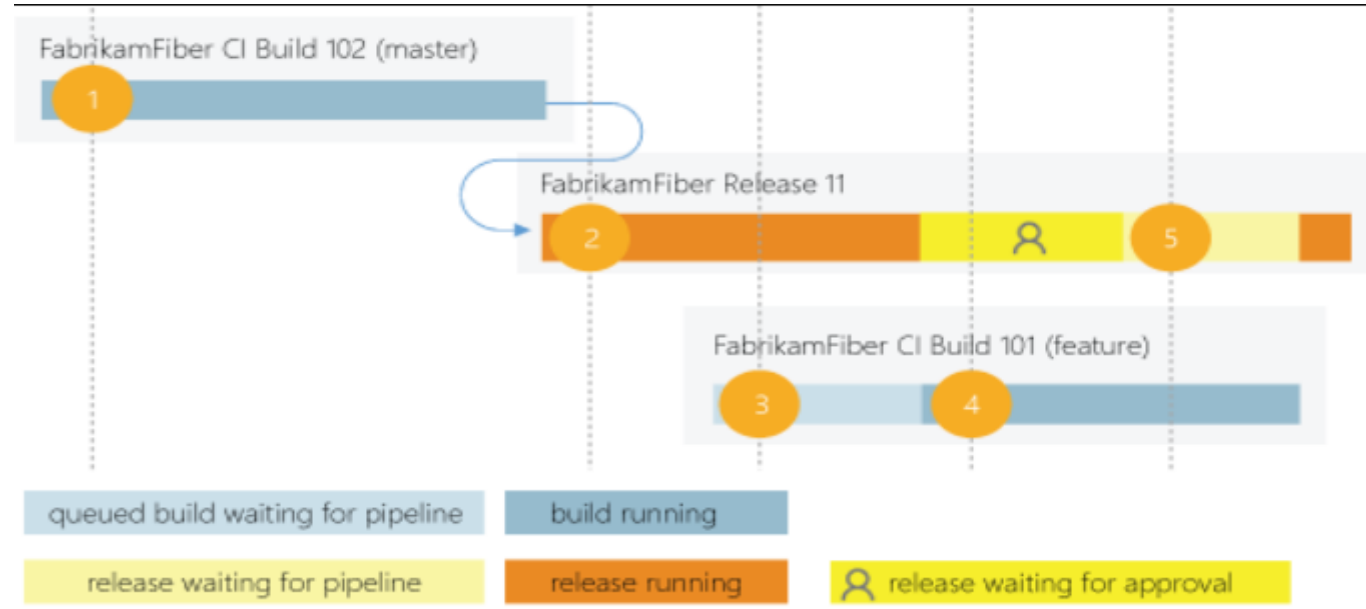 FabrikamFiber CI Build 102 (master)
1
FabrikamFiber Release 11
2
5
FabrikamFiber CI Build 101 (feature)
3
4
queued build waiting for pipeline
build running
release waiting for pipeline
release running
release waiting for approval